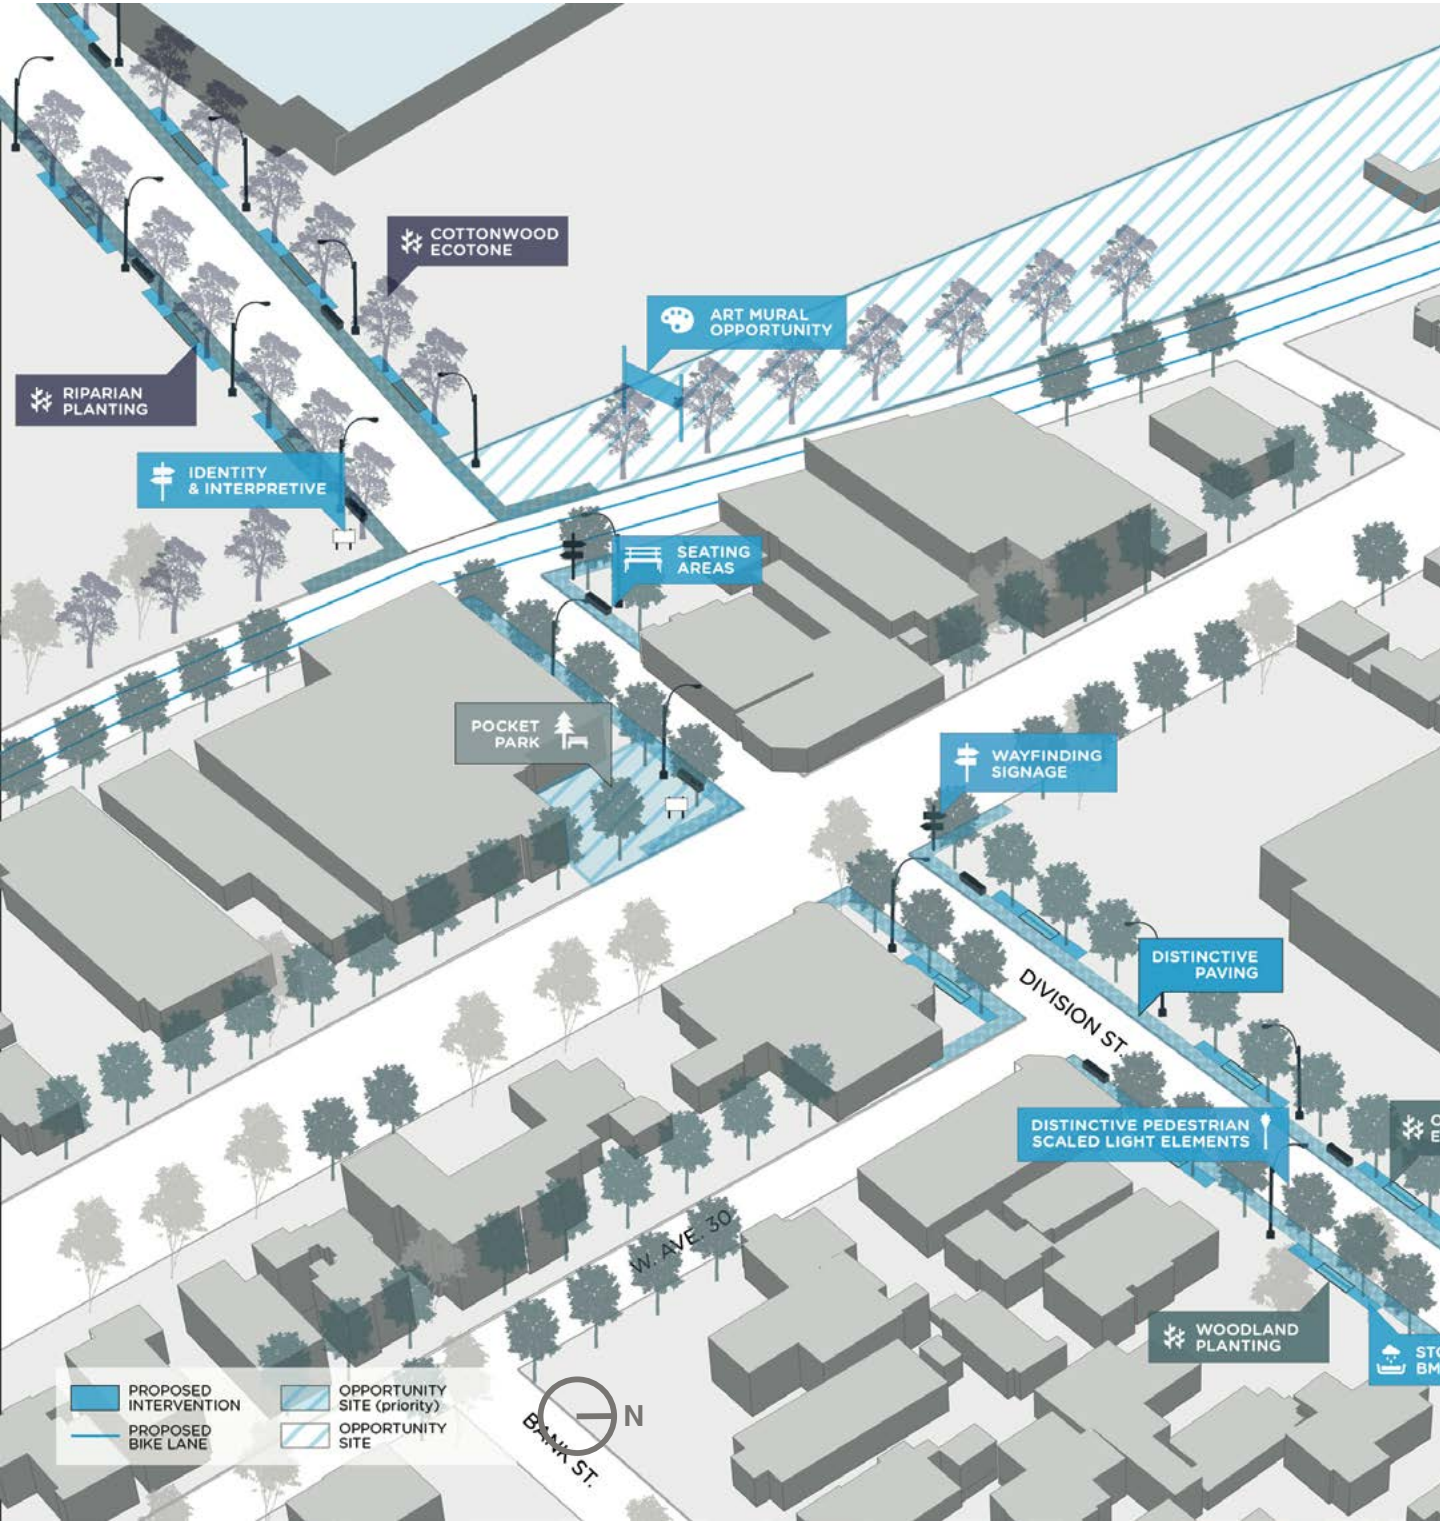 COTTONWOOD
ECOTONE
ART MURAL
OPPORTUNITY
RIPARIAN
PLANTING
IDENTITY
& INTERPRETIVE
SEATING
AREAS
POCKET
PARK
WAYFINDING
SIGNAGE
DISTINCTIVE
PAVING
DIVISION ST.
DISTINCTIVE PEDESTRIAN
SCALED LIGHT ELEMENTS
W. AVE. 30
WOODLAND
PLANTING
BANK ST.
N
PROPOSED
INTERVENTION
PROPOSED
BIKE LANE
OPPORTUNITY
SITE (priority)
OPPORTUNITY
SITE